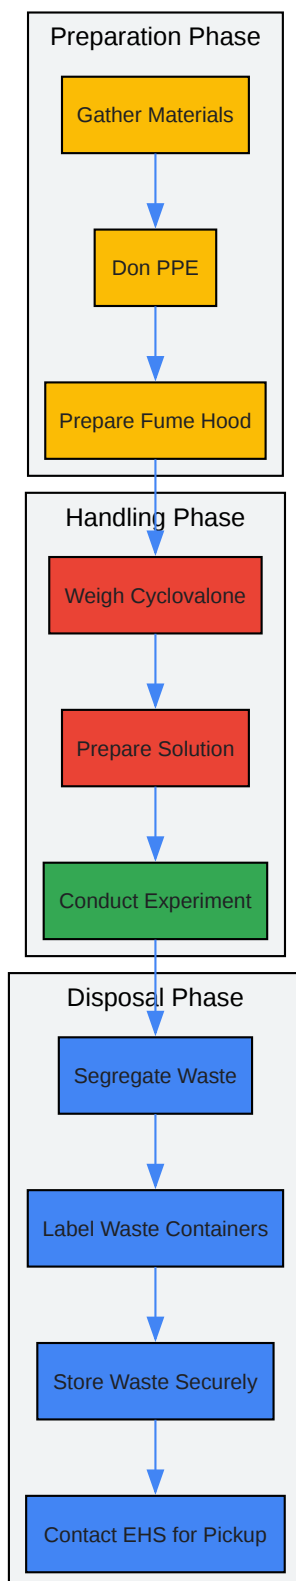 Preparation Phase
Gather Materials
Don PPE
Prepare Fume Hood
Handling Phase
Weigh Cyclovalone
Prepare Solution
Conduct Experiment
Disposal Phase
Segregate Waste
Label Waste Containers
Store Waste Securely
Contact EHS for Pickup